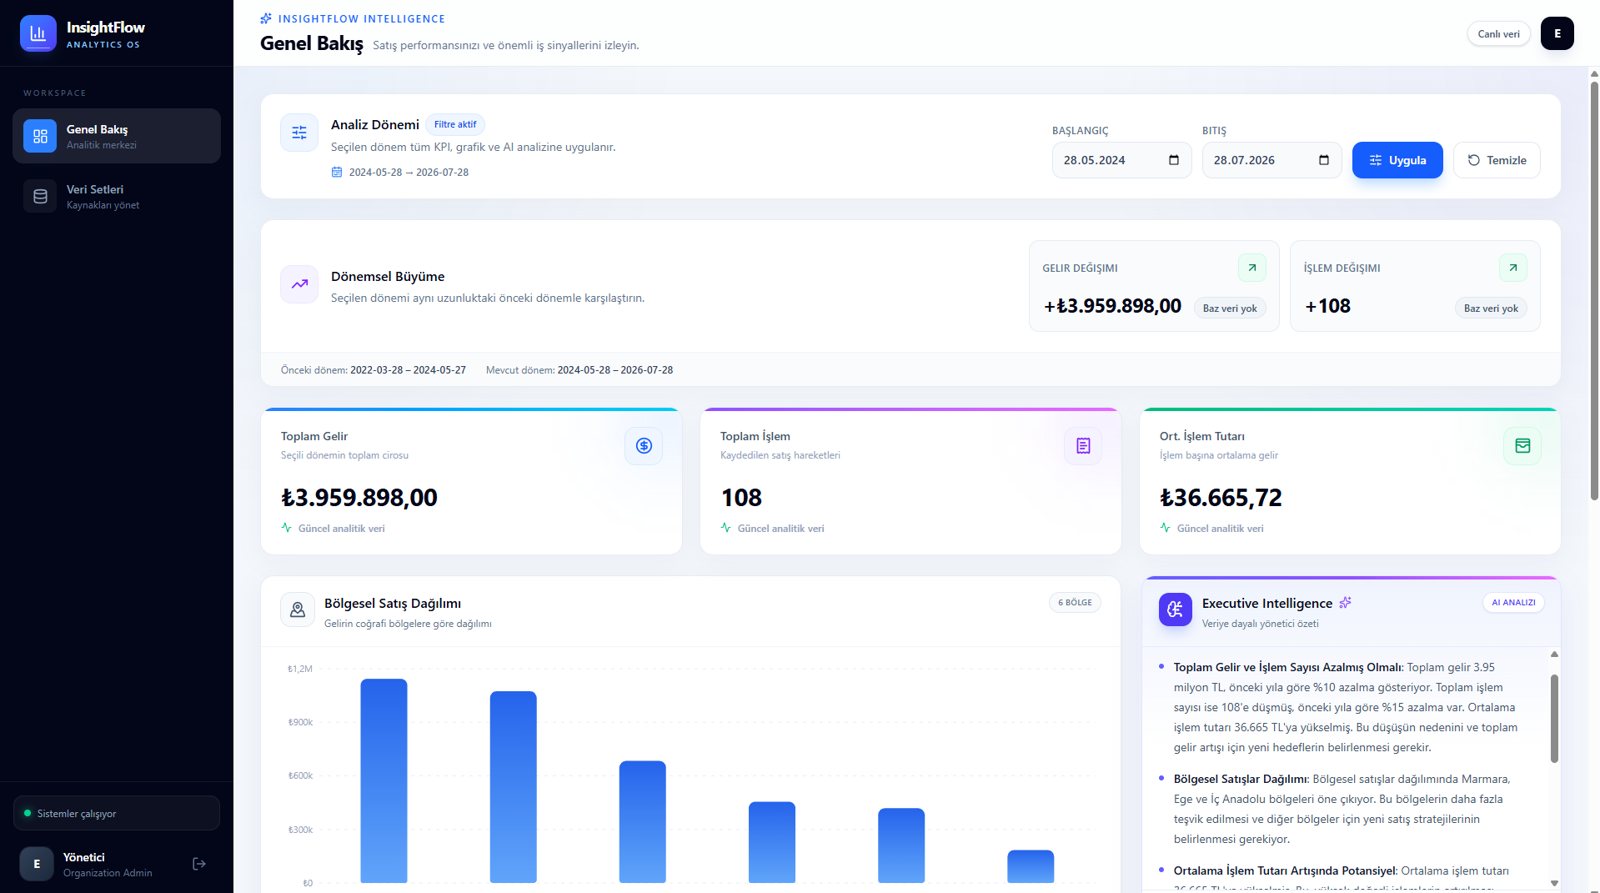 InsightFlow
ANALYTICS OS
WORKSPACE
Genel Bakış
Analitik merkezi
Veri Setleri
Kaynakları yönet
Sistemler çalışıyor
E
Yönetici
Organization Admin
INSIGHTFLOW INTELLIGENCE
Genel Bakış
Satış performansınızı ve önemli iş sinyallerini izleyin.
Canlı veri
E
Analiz Dönemi
Filtre aktif
Seçilen dönem tüm KPI, grafik ve AI analizine uygulanır.
2024-05-28 → 2026-07-28
BAŞLANGIÇ
28.05.2024
BITIŞ
28.07.2026
Uygula
Temizle
Dönemsel Büyüme
Seçilen dönemi aynı uzunluktaki önceki dönemle karşılaştırın.
GELIR DEĞIŞIMI
+₺3.959.898,00
Baz veri yok
İŞLEM DEĞIŞIMI
+108
Baz veri yok
Önceki dönem: 2022-03-28 – 2024-05-27
Mevcut dönem: 2024-05-28 – 2026-07-28
Toplam Gelir
Seçili dönemin toplam cirosu
₺3.959.898,00
Güncel analitik veri
Toplam İşlem
Kaydedilen satış hareketleri
108
Güncel analitik veri
Ort. İşlem Tutarı
İşlem başına ortalama gelir
₺36.665,72
Güncel analitik veri
Bölgesel Satış Dağılımı
Gelirin coğrafi bölgelere göre dağılımı
6 BÖLGE
₺1,2M
₺900k
₺600k
₺300k
₺0
Executive Intelligence
Veriye dayalı yönetici özeti
AI ANALIZI
Toplam Gelir ve İşlem Sayısı Azalmış Olmalı: Toplam gelir 3.95
milyon TL, önceki yıla göre %10 azalma gösteriyor. Toplam işlem
sayısı ise 108'e düşmüş, önceki yıla göre %15 azalma var. Ortalama
işlem tutarı 36.665 TL'ya yükselmiş. Bu düşüşün nedenini ve toplam
gelir artışı için yeni hedeflerin belirlenmesi gerekir.
Bölgesel Satışlar Dağılımı: Bölgesel satışlar dağılımında Marmara,
Ege ve İç Anadolu bölgeleri öne çıkıyor. Bu bölgelerin daha fazla
teşvik edilmesi ve diğer bölgeler için yeni satış stratejilerinin
belirlenmesi gerekiyor.
Ortalama İşlem Tutarı Artışında Potansiyel: Ortalama işlem tutarı